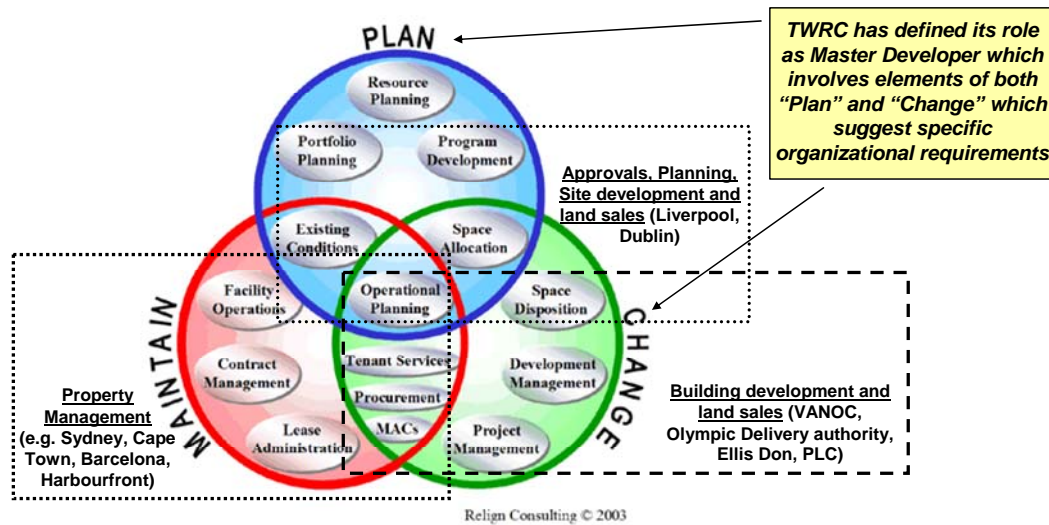 PLAN
TWRC has defined its role
as Master Developer which
involves elements of both
“Plan” and “Change” which
suggest specific
organizational requirements
Resource
Planning
Portfolio
Planning
Program
Development
Approvals, Planning,
Site development and
land sales (Liverpool,
Dublin)
Existing
Conditions
Space
Allocation
Facility
Operations
Operational
Planning
Space
Disposition
MAINTAIN
CHANGE
Contract
Management
Tenant Services
Development
Management
Procurement
Lease
Administration
MACs
Project
Management
Property
Management
(e.g. Sydney, Cape
Town, Barcelona,
Harbourfront)
Building development and
land sales (VANOC,
Olympic Delivery authority,
Ellis Don, PLC)
Relign Consulting © 2003